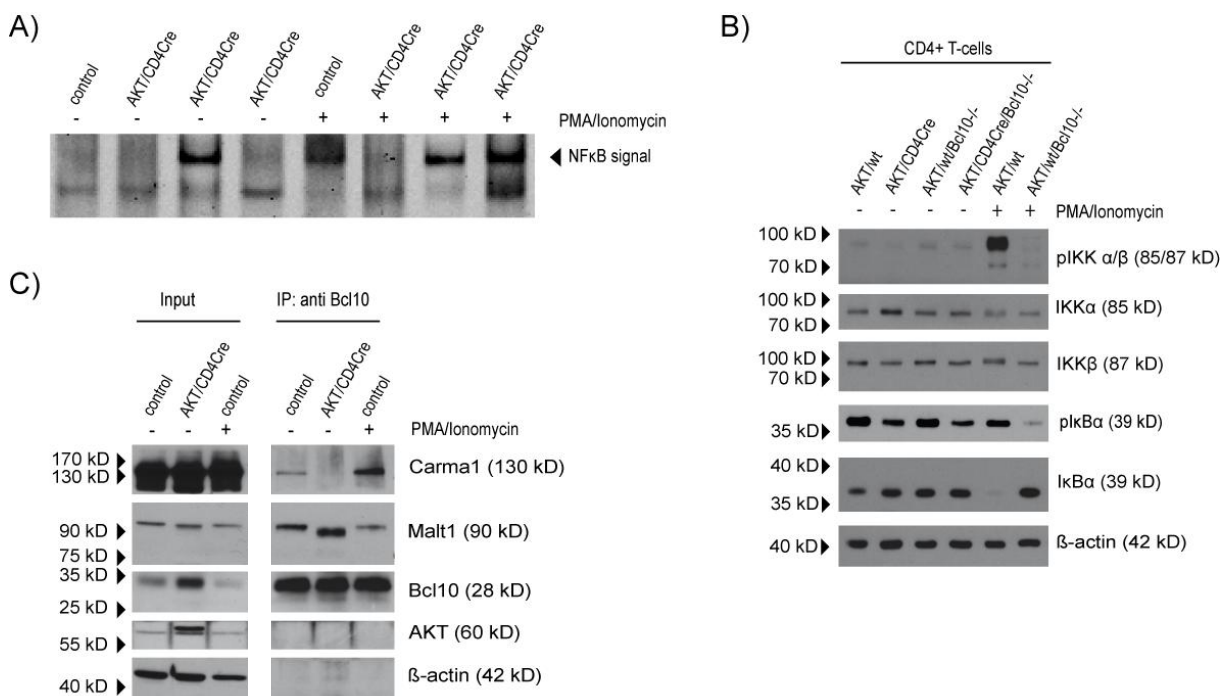 A)
control AKT/CD4Cre AKT/CD4Cre AKT/CD4Cre control AKT/CD4Cre AKT/CD4Cre AKT/CD4Cre
- - - - + + + + PMA/Ionomycin
NFκB signal
B)
CD4+ T-cells
AKT/wt AKT/CD4Cre AKT/wt/Bcl10-/- AKT/CD4Cre/Bcl10-/- AKT/wt AKT/wt/Bcl10-/-
- - - - + + PMA/Ionomycin
100 kD
70 kD
pIKK α/β (85/87 kD)
100 kD
70 kD
IKKα (85 kD)
100 kD
70 kD
IKKβ (87 kD)
35 kD
pIκBα (39 kD)
40 kD
35 kD
IκBα (39 kD)
40 kD
ß-actin (42 kD)
C)
Input IP: anti Bcl10
control AKT/CD4Cre control control AKT/CD4Cre control
- - + - - + PMA/Ionomycin
170 kD
130 kD
Carma1 (130 kD)
90 kD
75 kD
Malt1 (90 kD)
35 kD
25 kD
Bcl10 (28 kD)
55 kD
AKT (60 kD)
40 kD
ß-actin (42 kD)